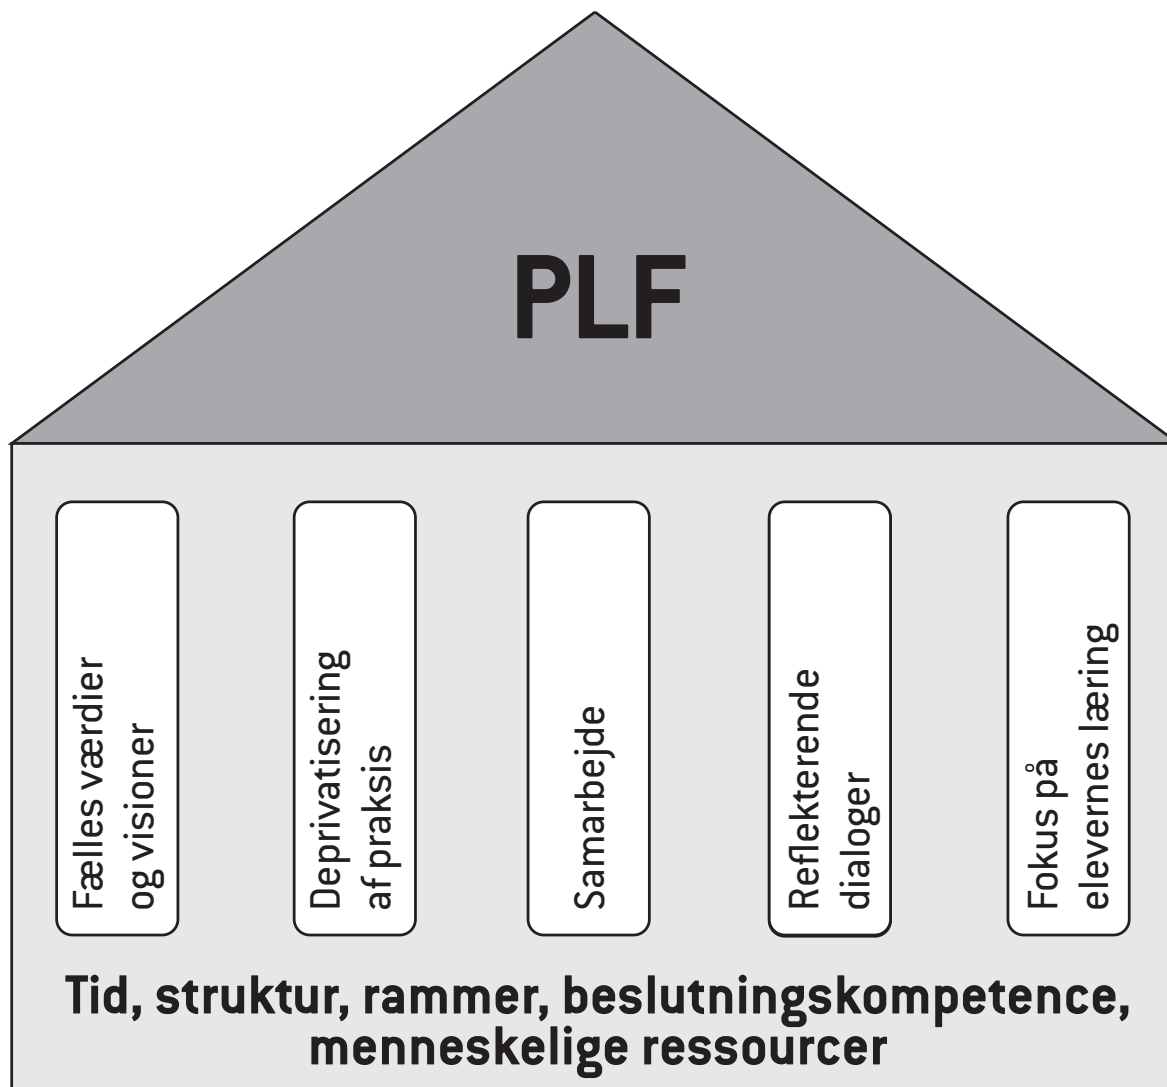 PLF
Fælles værdier
og visioner
Deprivatisering
af praksis
Samarbejde
Reflekterende
dialoger
Fokus på
elevernes læring
Tid, struktur, rammer, beslutningskompetence,
menneskelige ressourcer